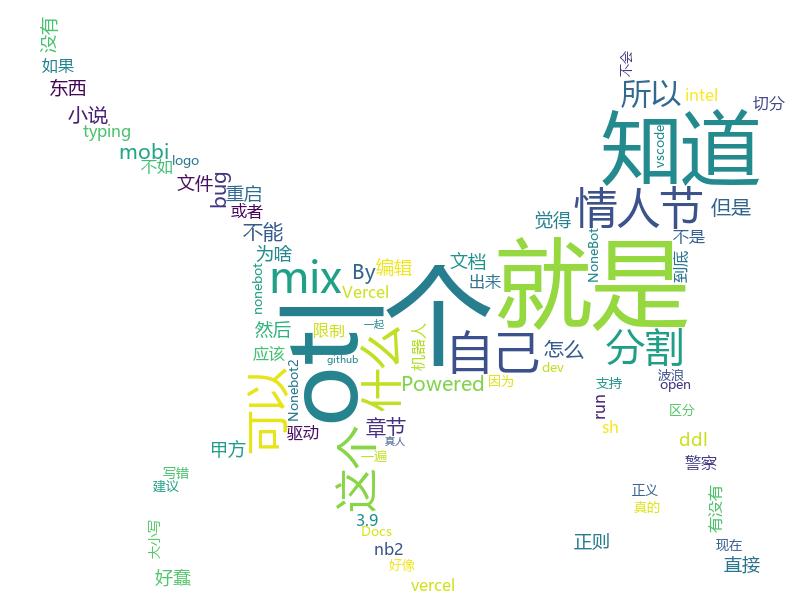 没有
如果
东西
小说
typing
mobi
不如
logo
文件
bug
重启
或者
不能
为啥
nonebot
mix
By
编辑
Vercel
一个
一起
ot
然后
限制
应该
github
什么
机器人
可以
Nonebot2
驱动
章节
真人
甲方
这个
一遍
写错
建议
大小写
好蠢
3.9
Docs
nb2
好像
vercel
不会
所以
intel
切分
知道
vscode
情人节
但是
觉得
NoneBot
不是
到底
文档
出来
就是
自己
怎么
分割
Powered
因为
dev
支持
波浪
open
run
sh
区分
ddl
警察
正义
真的
有没有
正则
现在
直接